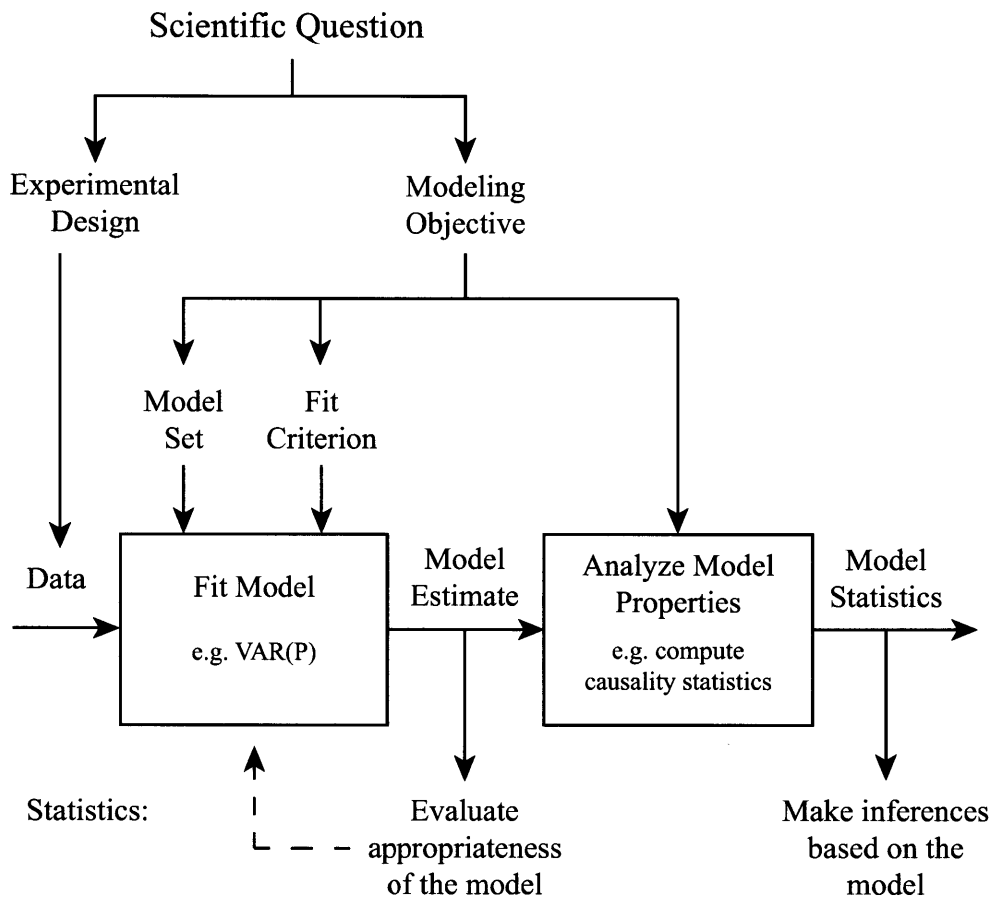 Scientific Question
Experimental
Design
Modeling
Objective
Model
Set
Fit
Criterion
Data
Fit Model
e.g. VAR(P)
Model
Estimate
Analyze Model
Properties
e.g. compute
causality statistics
Model
Statistics
Statistics:
Evaluate
appropriateness
of the model
Make inferences
based on the
model